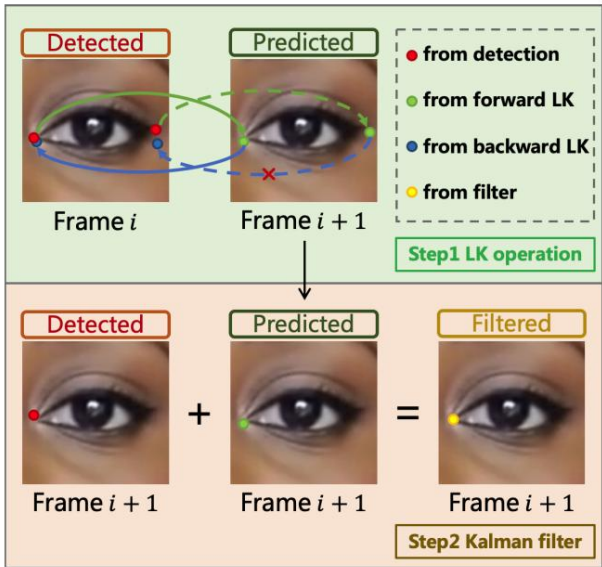 Detected
Predicted
from detection
from forward LK
from backward LK
from filter
Frame i
Frame i + 1
Step1 LK operation
Detected
Predicted
Filtered
+
=
Frame i + 1
Frame i + 1
Frame i + 1
Step2 Kalman filter